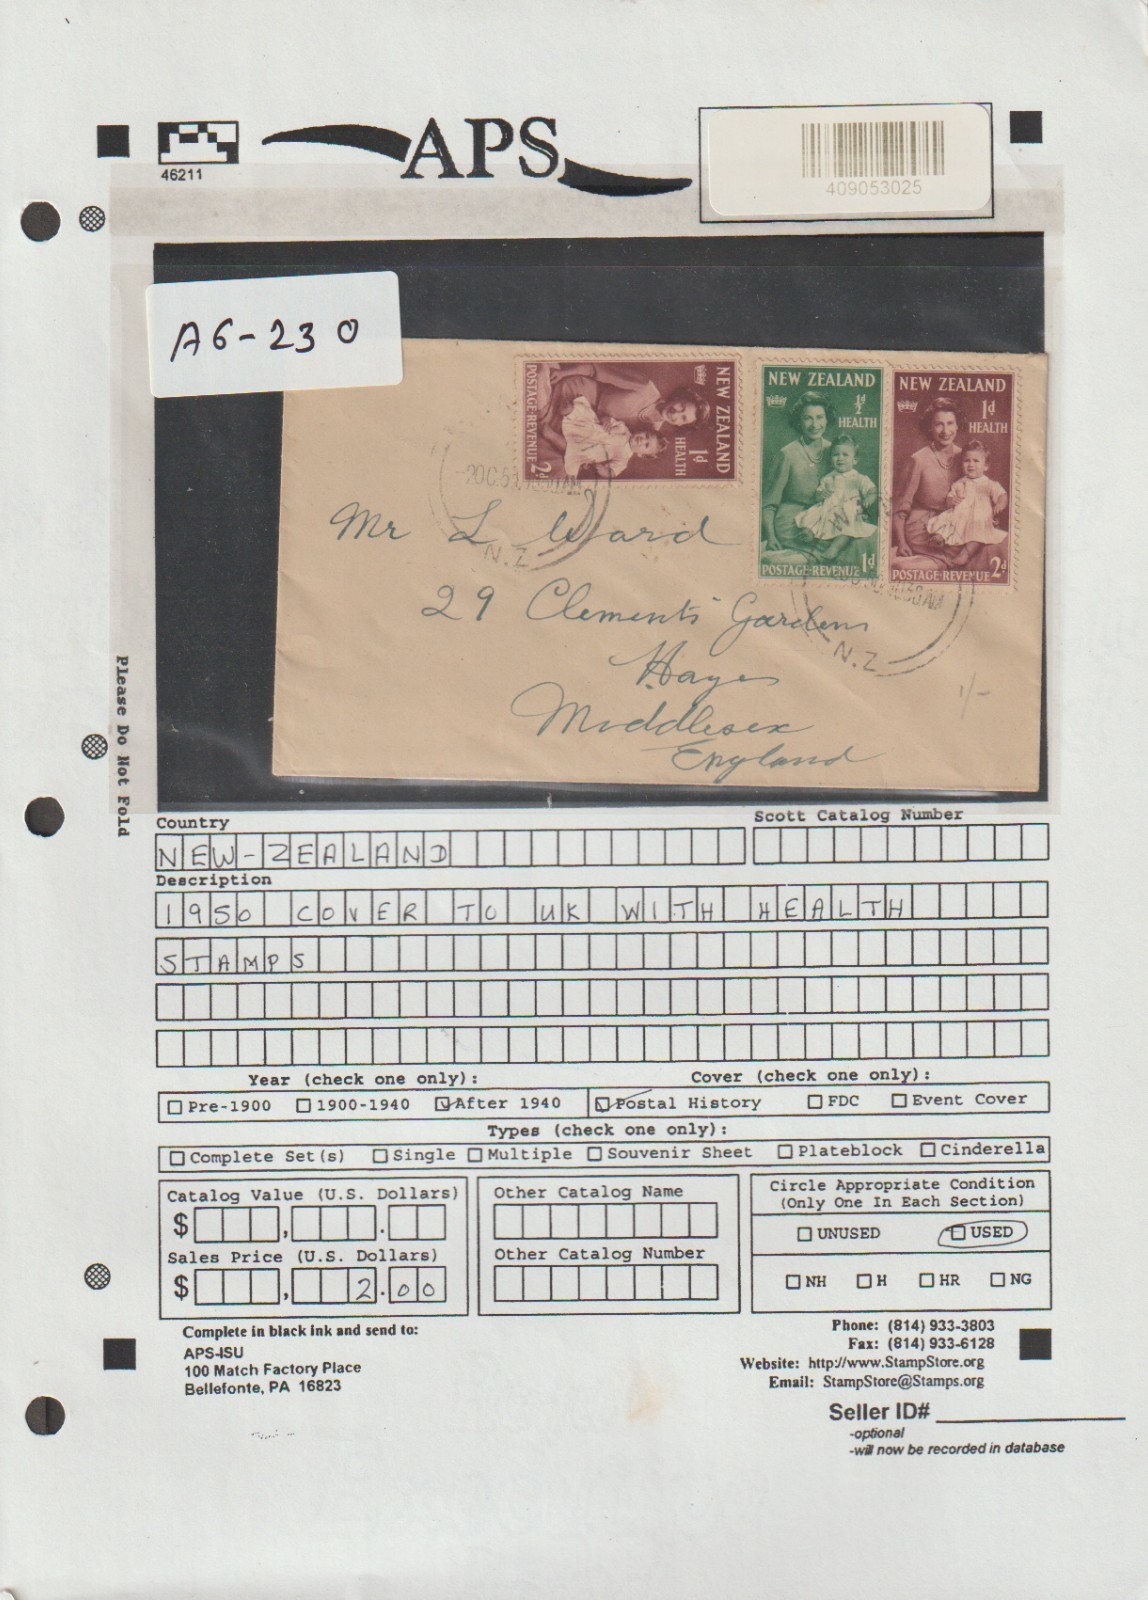 46211
APS
409053025
A6-230
NEW ZEALAND
1d
HEALTH
POSTAGE·REVENUE 2d
NEW ZEALAND
½d
HEALTH
POSTAGE·REVENUE 1d
NEW ZEALAND
1d
HEALTH
POSTAGE·REVENUE 2d
N.Z
N.Z
Mr L Ward
29 Clements Gardens
Hayes
Middlesex
England
1/-
Please Do Not Fold
Country
Scott Catalog Number
NEW-ZEALAND
Description
1950 COVER TO UK WITH HEALTH
STAMPS
Year (check one only):
Cover (check one only):
Pre-1900 1900-1940 After 1940 Postal History FDC Event Cover
Types (check one only):
Complete Set(s) Single Multiple Souvenir Sheet Plateblock Cinderella
Catalog Value (U.S. Dollars)
$ , .
Sales Price (U.S. Dollars)
$ , 2.00
Other Catalog Name
Other Catalog Number
Circle Appropriate Condition
(Only One In Each Section)
UNUSED USED
NH H HR NG
Complete in black ink and send to:
APS-ISU
100 Match Factory Place
Bellefonte, PA 16823
Phone: (814) 933-3803
Fax: (814) 933-6128
Website: http://www.StampStore.org
Email: StampStore@Stamps.org
Seller ID#
-optional
-will now be recorded in database